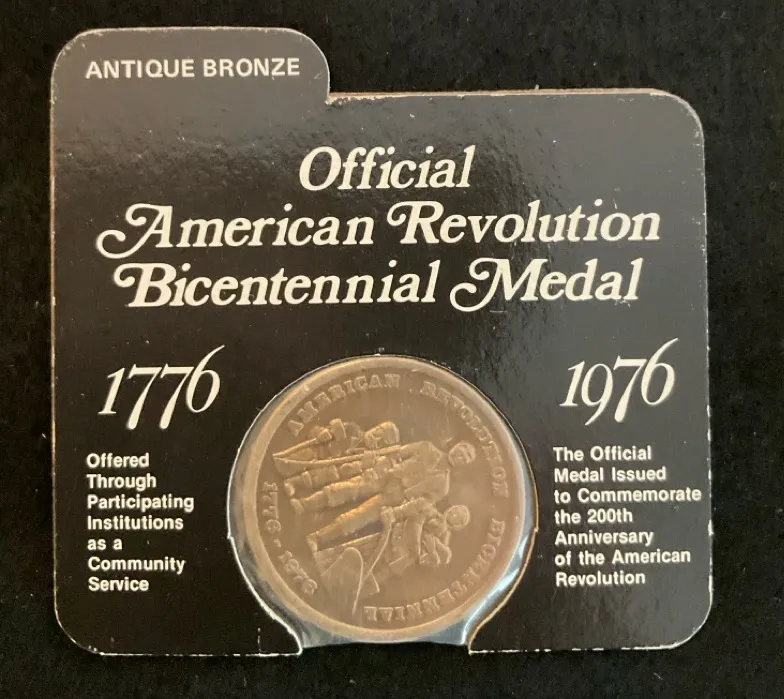 ANTIQUE BRONZE
Official
American Revolution
Bicentennial Medal
1776
1976
Offered
Through
Participating
Institutions
as a
Community
Service
The Official
Medal Issued
to Commemorate
the 200th
Anniversary
of the American
Revolution
AMERICAN REVOLUTION BICENTENNIAL
1776-1976